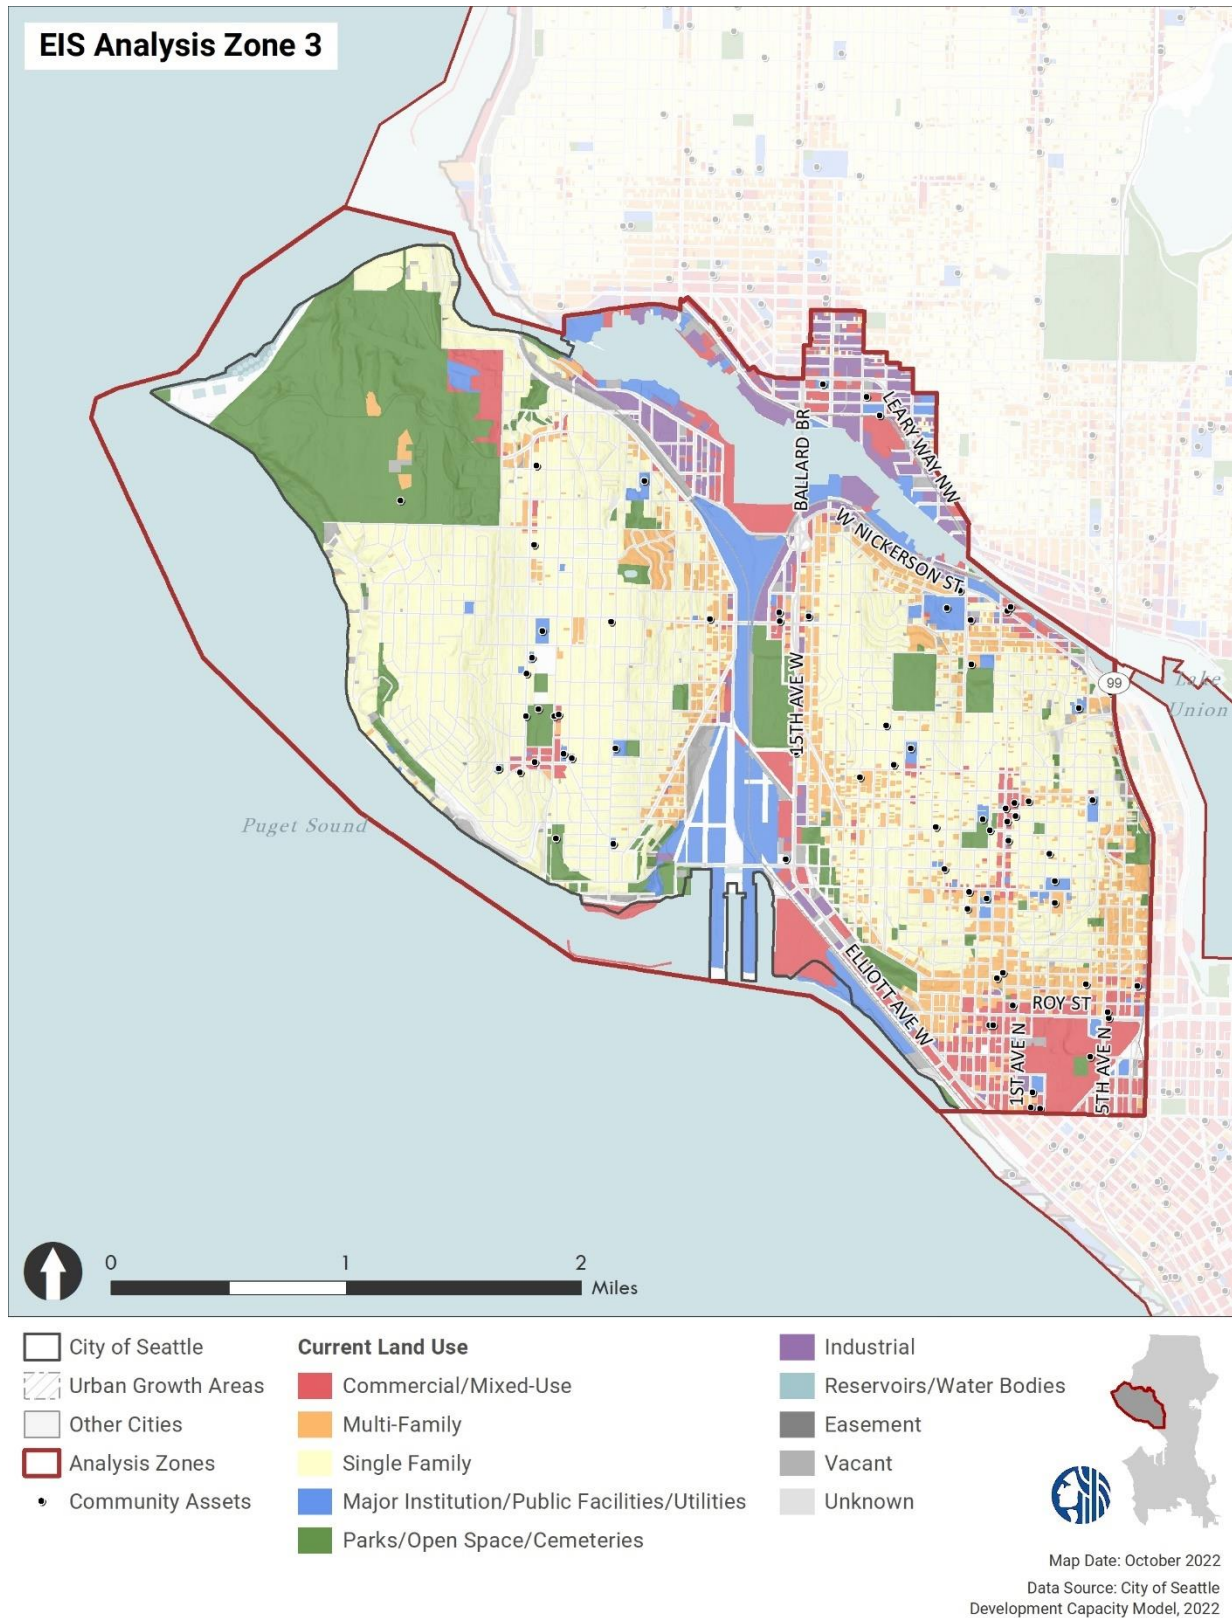 EIS Analysis Zone 3
BALLARD BR
LEARY WAY NW
W NICKERSON ST
15TH AVE W
99
Lake
Union
Puget Sound
ELLIOTT AVE W
ROY ST
1ST AVE N
5TH AVE N
0 1 2
Miles
City of Seattle
Urban Growth Areas
Other Cities
Analysis Zones
Community Assets
Current Land Use
Commercial/Mixed-Use
Multi-Family
Single Family
Major Institution/Public Facilities/Utilities
Parks/Open Space/Cemeteries
Industrial
Reservoirs/Water Bodies
Easement
Vacant
Unknown
Map Date: October 2022
Data Source: City of Seattle
Development Capacity Model, 2022